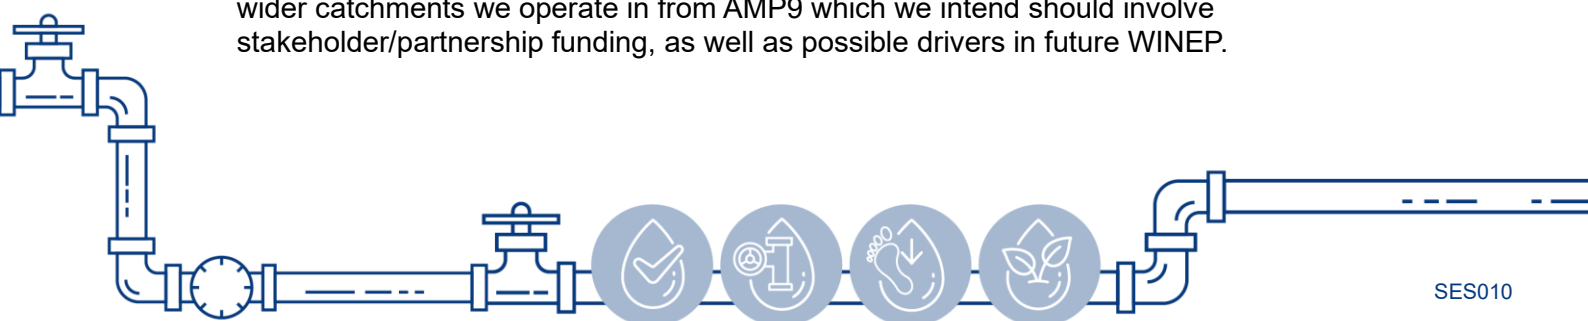 wider catchments we operate in from AMP9 which we intend should involve
stakeholder/partnership funding, as well as possible drivers in future WINEP.
SES010